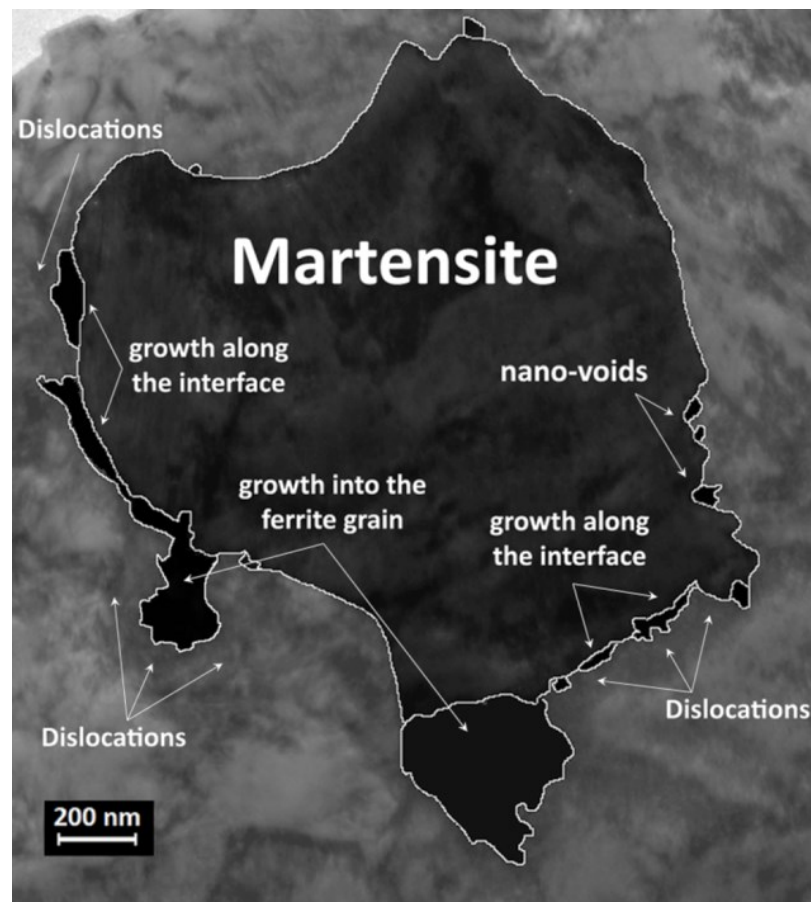 Dislocations
Martensite
growth along
the interface
nano-voids
growth into the
ferrite grain
growth along
the interface
Dislocations
Dislocations
200 nm